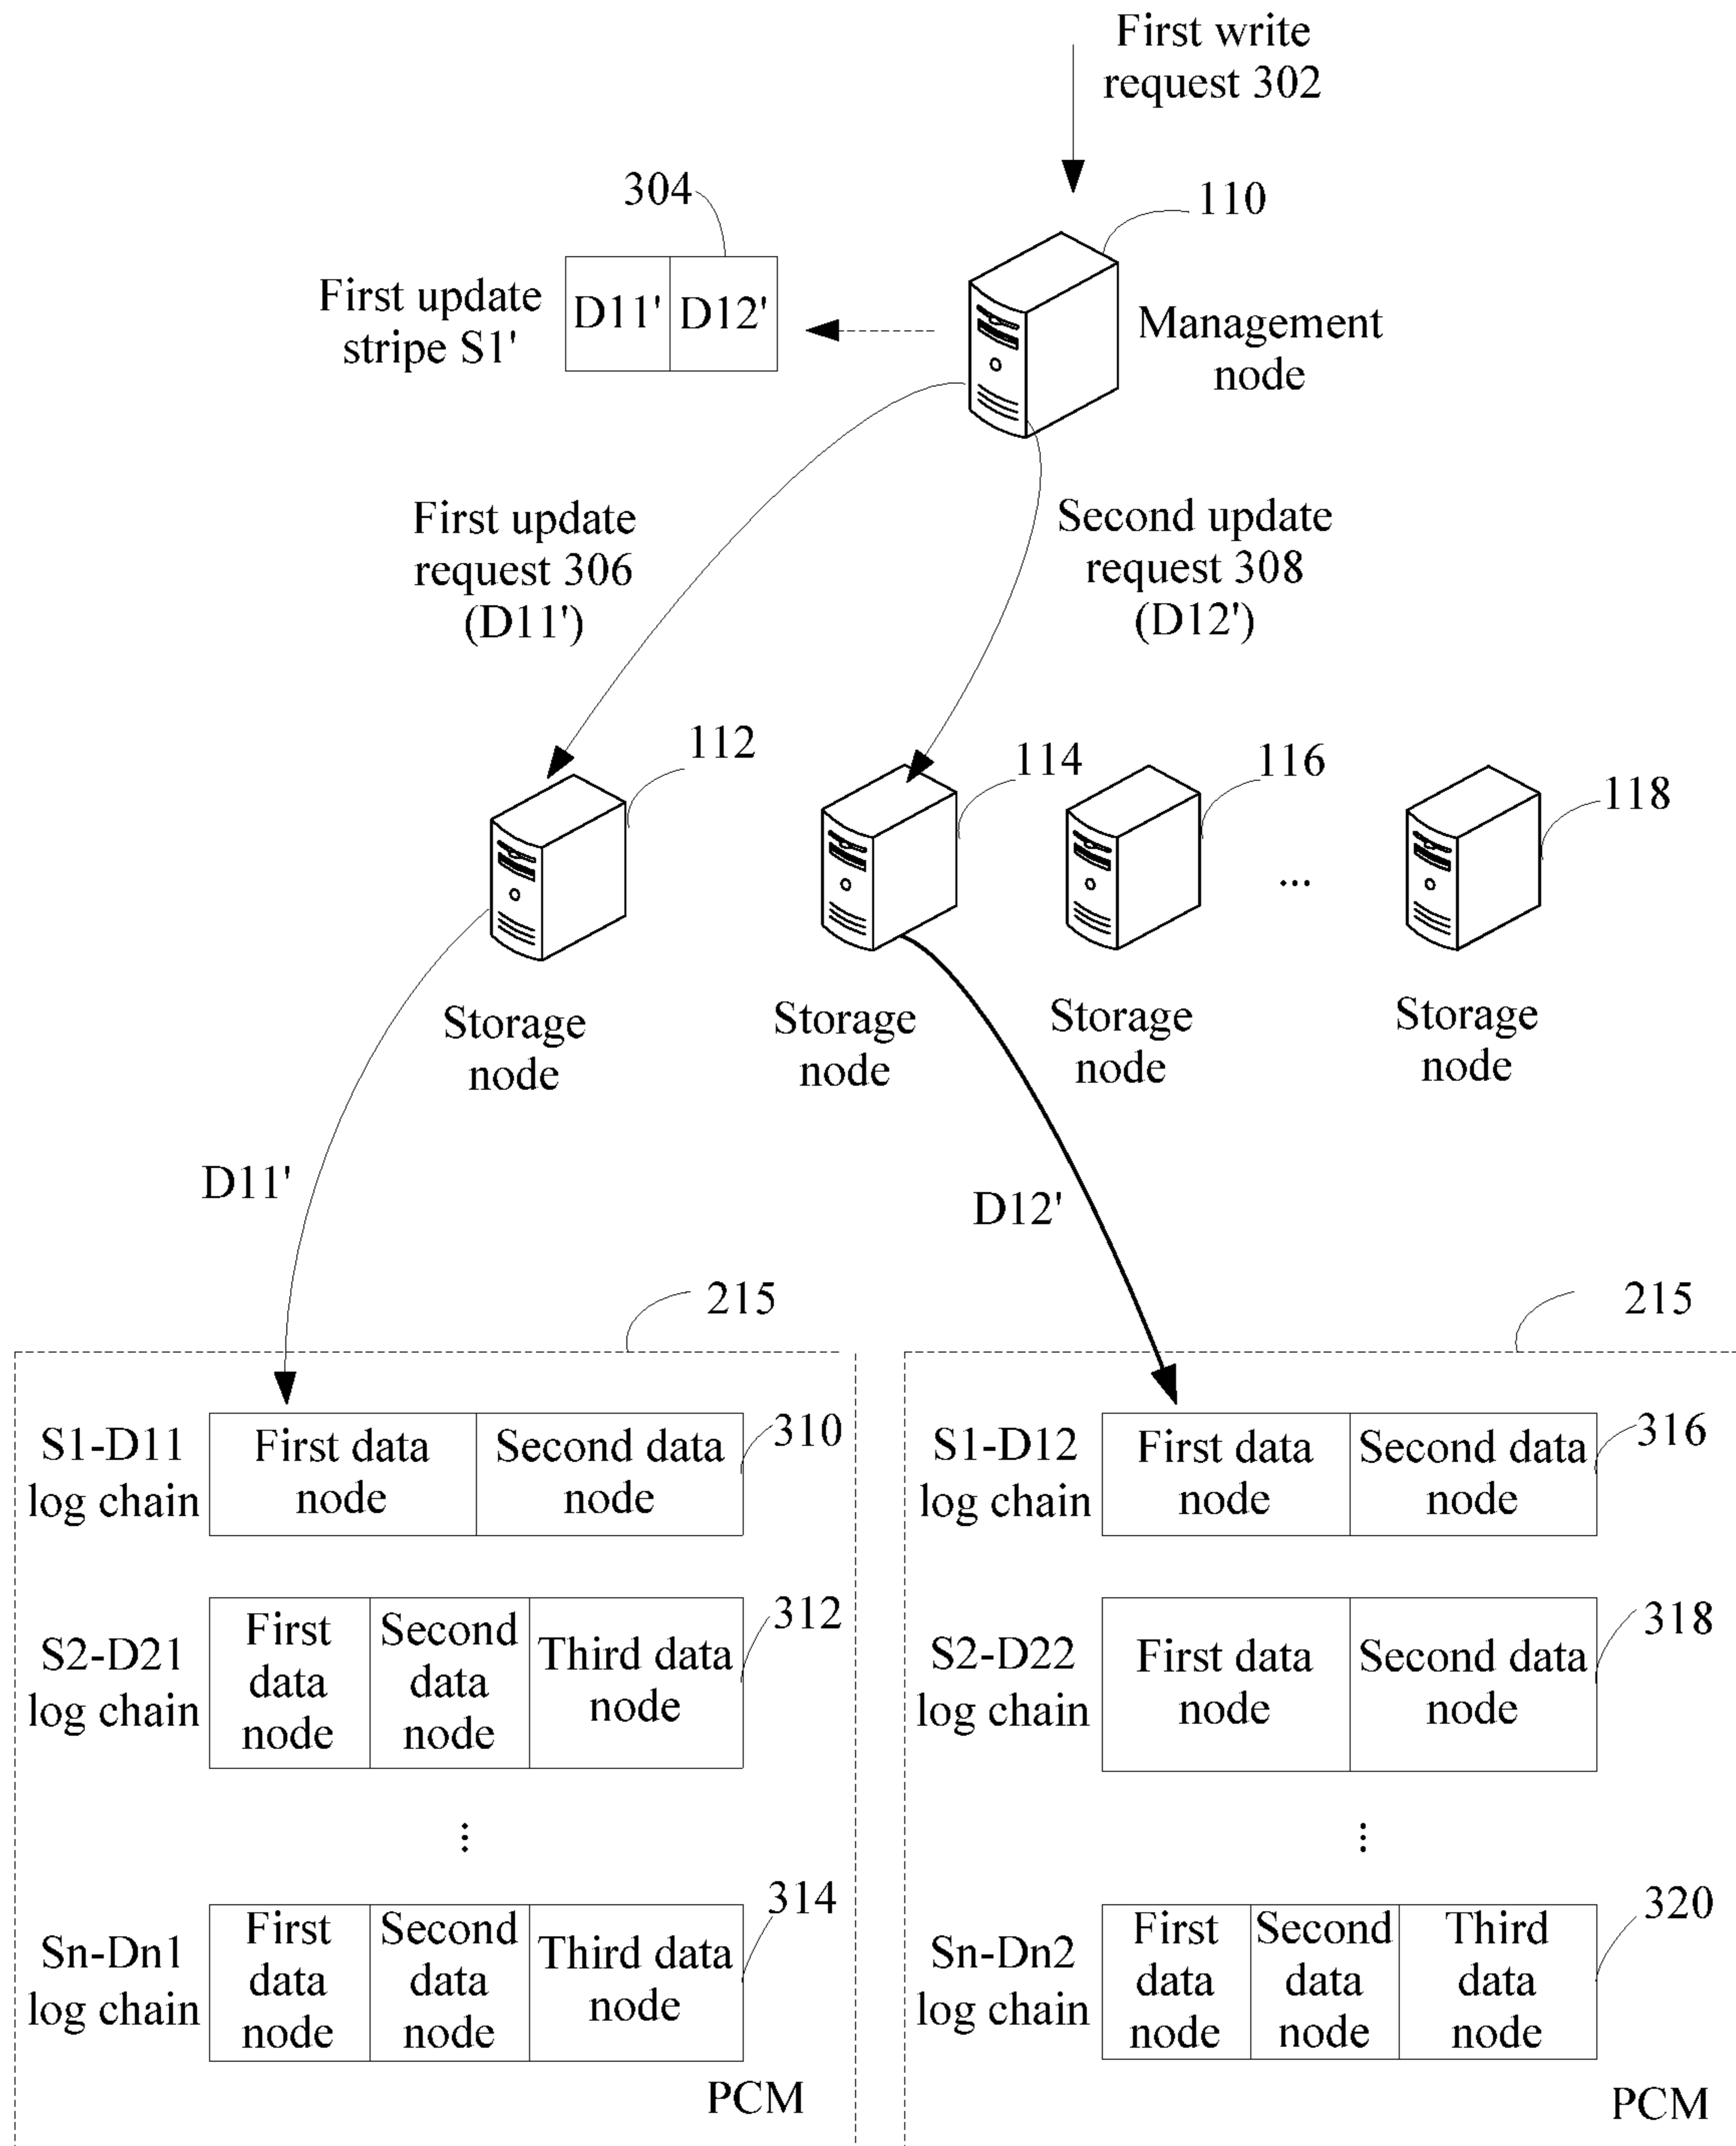 First write
request 302
304
110
First update
stripe S1'
D11' D12'
Management
node
First update
request 306
(D11')
Second update
request 308
(D12')
112
114
116
118
...
Storage
node
Storage
node
Storage
node
Storage
node
D11'
D12'
215
S1-D11
log chain
First data
node
Second data
node
310
S2-D21
log chain
First
data
node
Second
data
node
Third data
node
312
...
Sn-Dn1
log chain
First
data
node
Second
data
node
Third data
node
314
PCM
215
S1-D12
log chain
First data
node
Second data
node
316
S2-D22
log chain
First data
node
Second data
node
318
...
Sn-Dn2
log chain
First
data
node
Second
data
node
Third
data
node
320
PCM